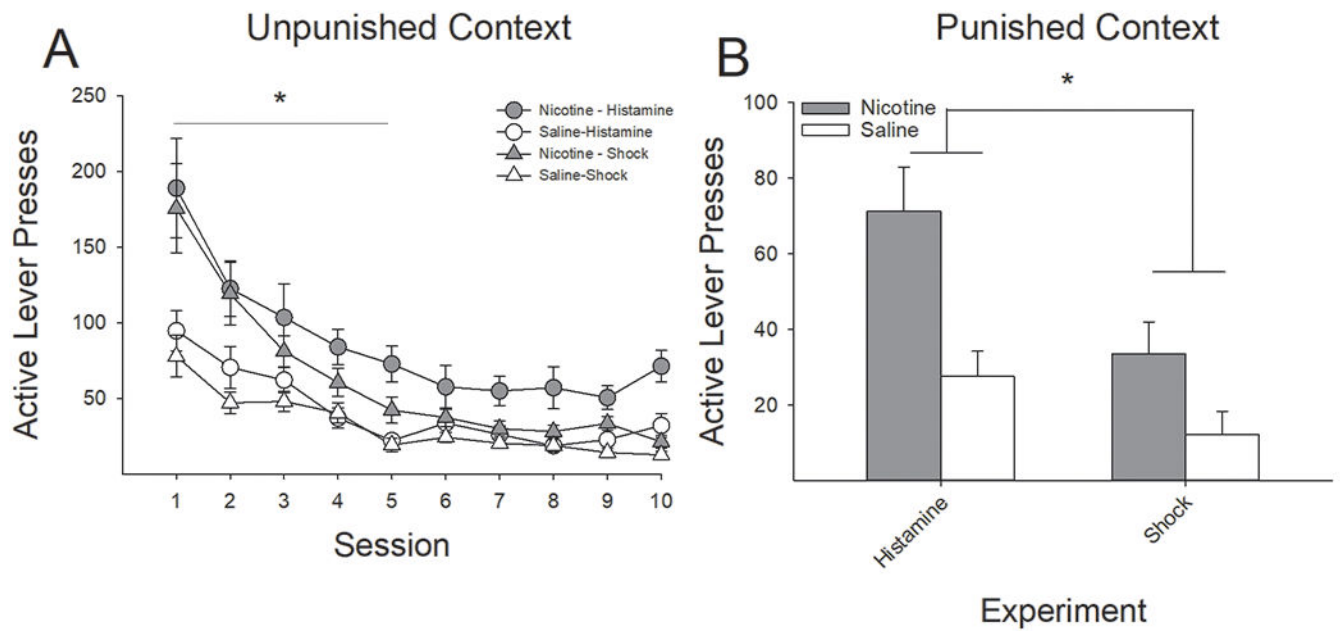 Unpunished Context
A
Active Lever Presses
250
200
150
100
50
*
Nicotine - Histamine
Saline-Histamine
Nicotine - Shock
Saline-Shock
1 2 3 4 5 6 7 8 9 10
Session
Punished Context
B
Active Lever Presses
100
80
60
40
20
Nicotine
Saline
*
Histamine
Shock
Experiment